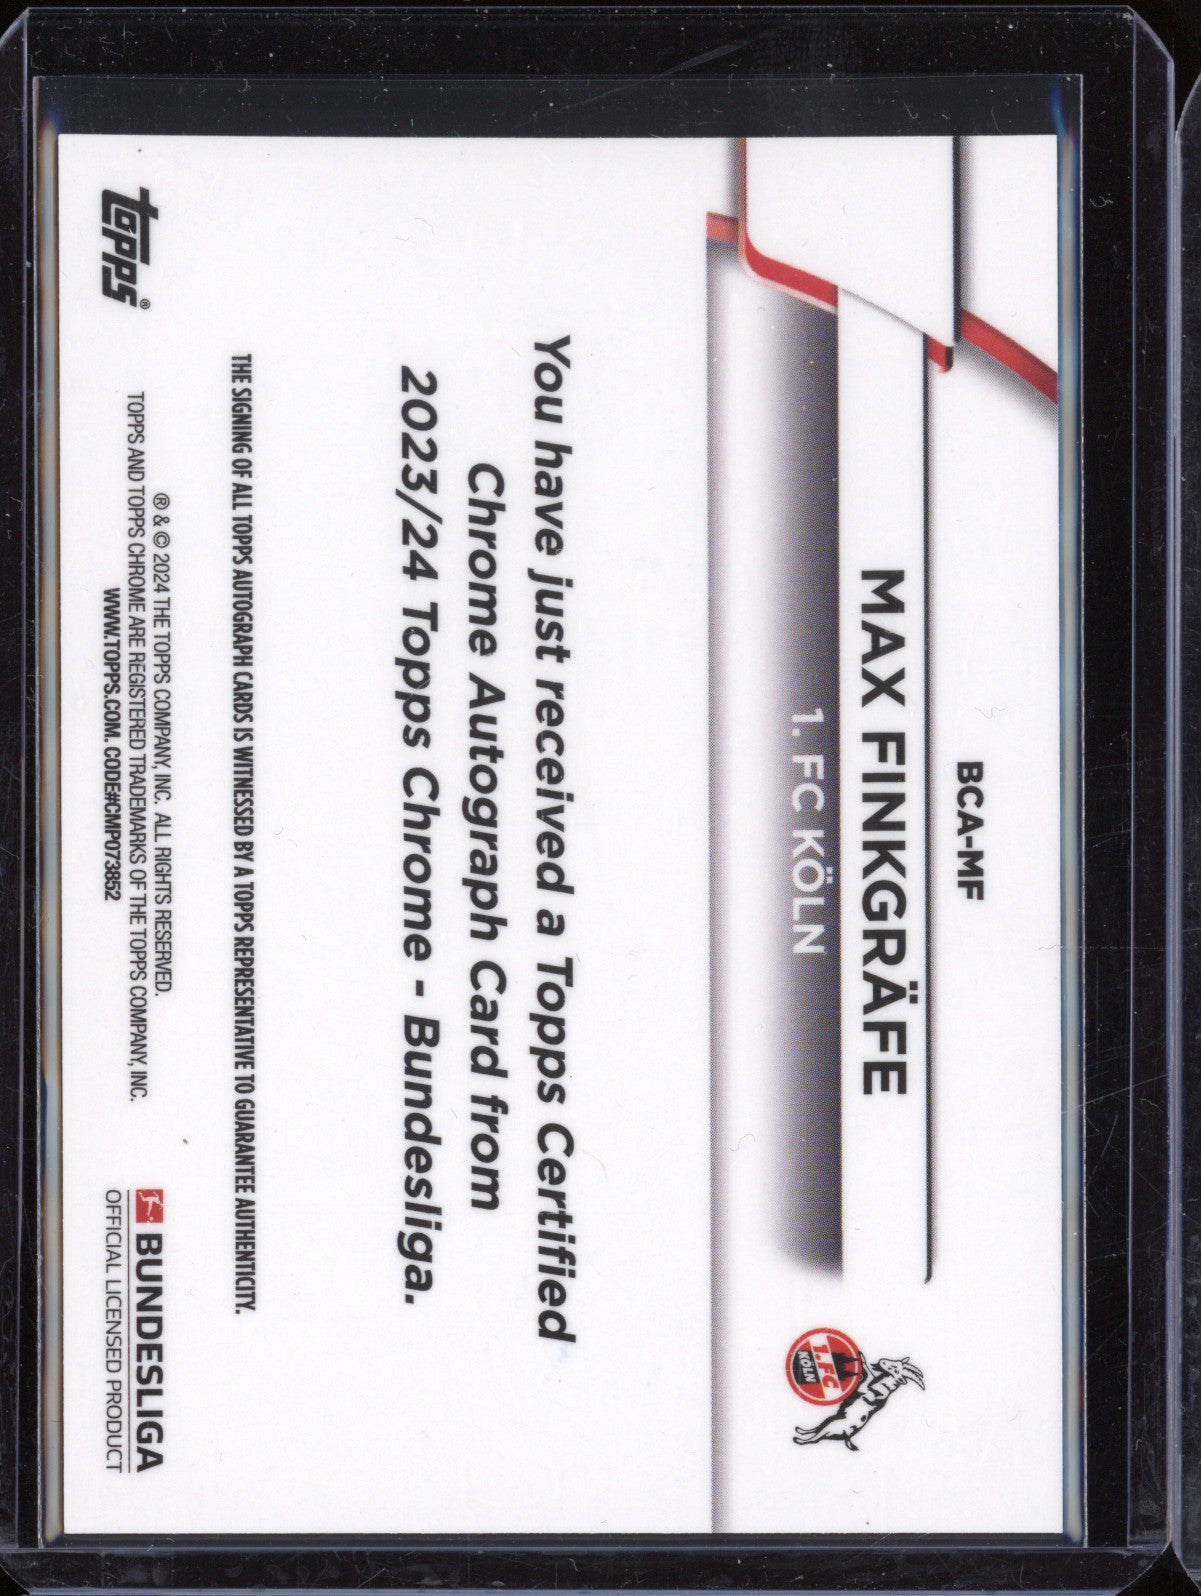 BCA-MF
MAX FINKGRÄFE
1. FC KÖLN
1. FC
KÖLN
You have just received a Topps Certified
Chrome Autograph Card from
2023/24 Topps Chrome - Bundesliga.
THE SIGNING OF ALL TOPPS AUTOGRAPH CARDS IS WITNESSED BY A TOPPS REPRESENTATIVE TO GUARANTEE AUTHENTICITY.
topps®
® & © 2024 THE TOPPS COMPANY, INC. ALL RIGHTS RESERVED.
TOPPS AND TOPPS CHROME ARE REGISTERED TRADEMARKS OF THE TOPPS COMPANY, INC.
WWW.TOPPS.COM. CODE#CMP073852
BUNDESLIGA
OFFICIAL LICENSED PRODUCT